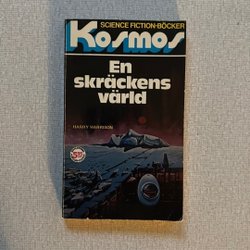 SCIENCE FICTION-BÖCKER
Kosmos
En
skräckens
värld
HARRY HARRISON